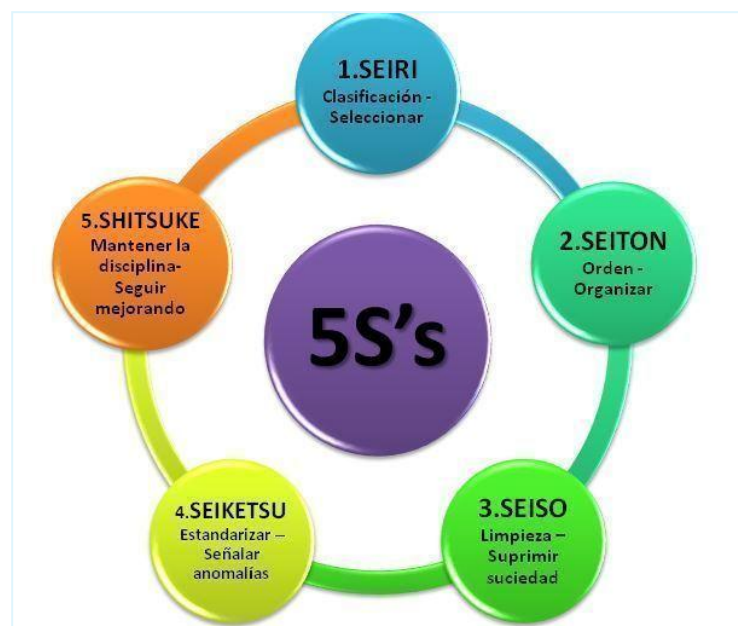 1.SEIRI
Clasificación -
Seleccionar
2.SEITON
Orden -
Organizar
3.SEISO
Limpieza –
Suprimir
suciedad
4.SEIKETSU
Estandarizar –
Señalar
anomalías
5.SHITSUKE
Mantener la
disciplina-
Seguir
mejorando
5S’s